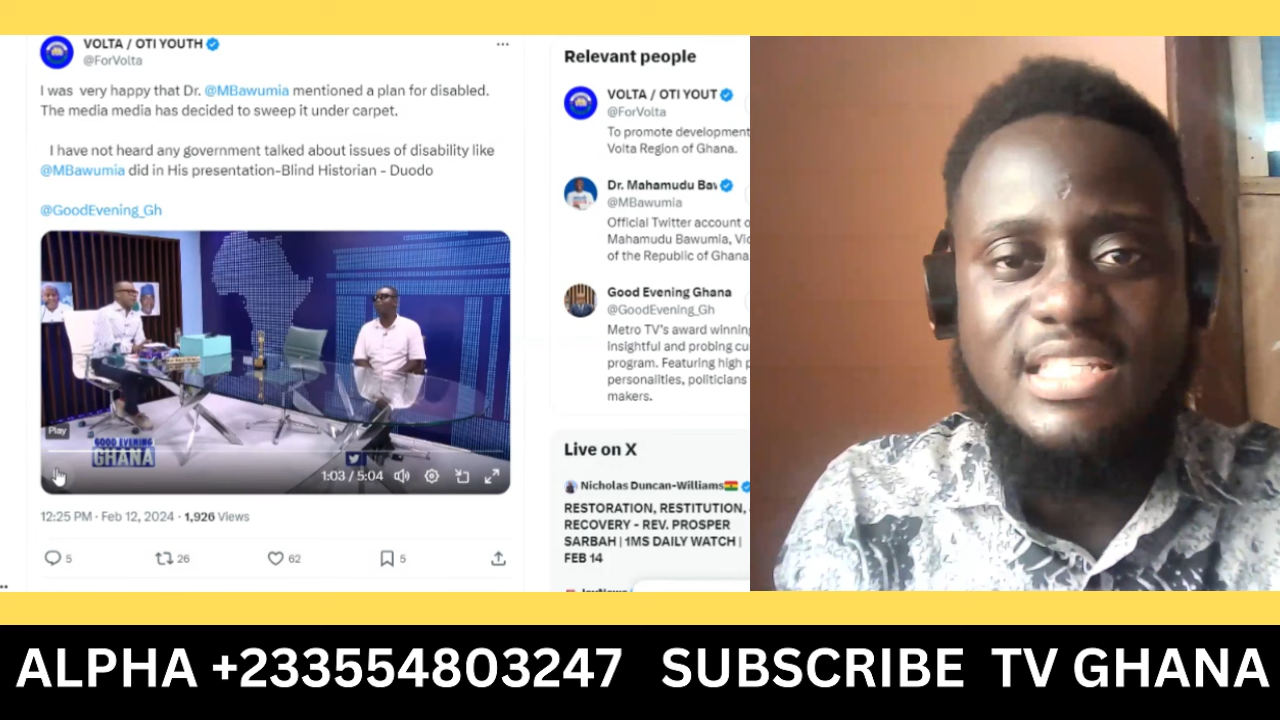 VOLTA / OTI YOUTH
@ForVolta
I was very happy that Dr. @MBawumia mentioned a plan for disabled.
The media media has decided to sweep it under carpet.
I have not heard any government talked about issues of disability like
@MBawumia did in His presentation-Blind Historian - Duodo
@GoodEvening_Gh
Play
GOOD EVENING
GHANA
1:03 / 5:04
12:25 PM · Feb 12, 2024 · 1,926 Views
5 26 62 5
Relevant people
VOLTA / OTI YOUT
@ForVolta
To promote development
Volta Region of Ghana.
Dr. Mahamudu Baw
@MBawumia
Official Twitter account o
Mahamudu Bawumia, Vic
of the Republic of Ghana
Good Evening Ghana
@GoodEvening_Gh
Metro TV's award winning
insightful and probing cu
program. Featuring high p
personalities, politicians
makers.
Live on X
Nicholas Duncan-Williams
RESTORATION, RESTITUTION,
RECOVERY - REV. PROSPER
SARBAH | 1MS DAILY WATCH |
FEB 14
ALPHA +233554803247 SUBSCRIBE TV GHANA